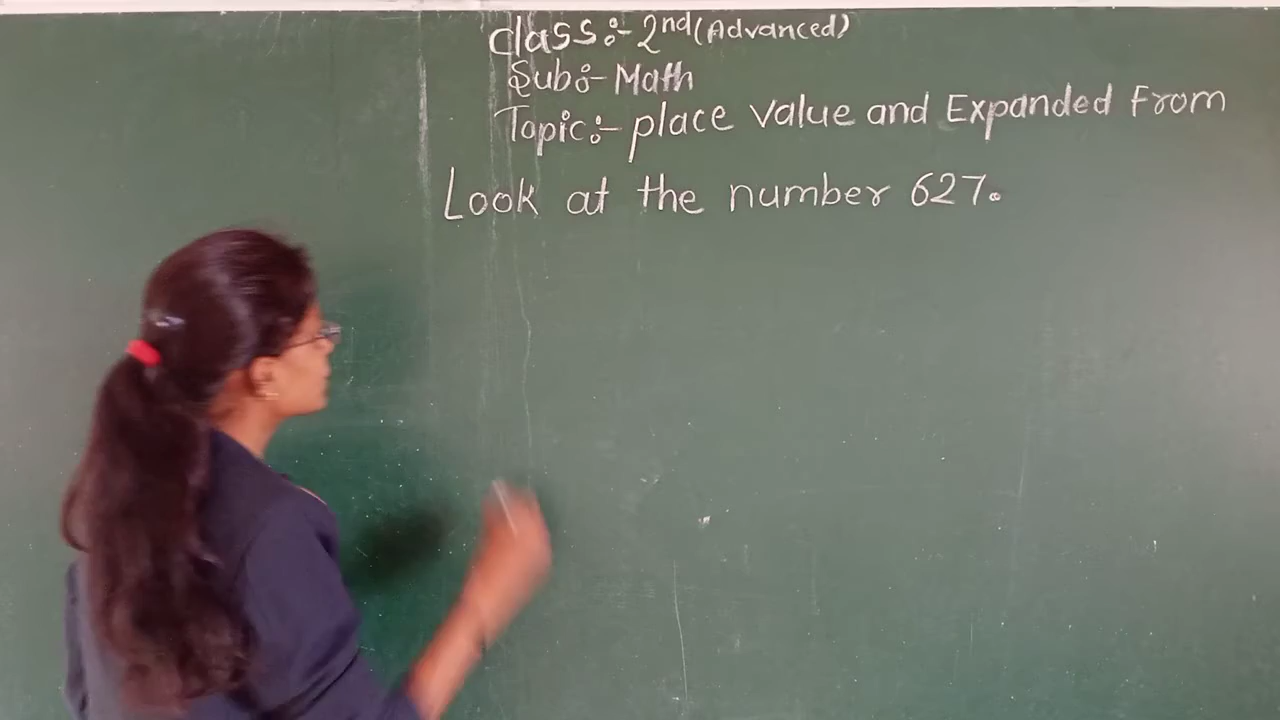 Class:- 2nd (Advanced)
Sub:- Math
Topic:- place value and Expanded From
Look at the number 627.